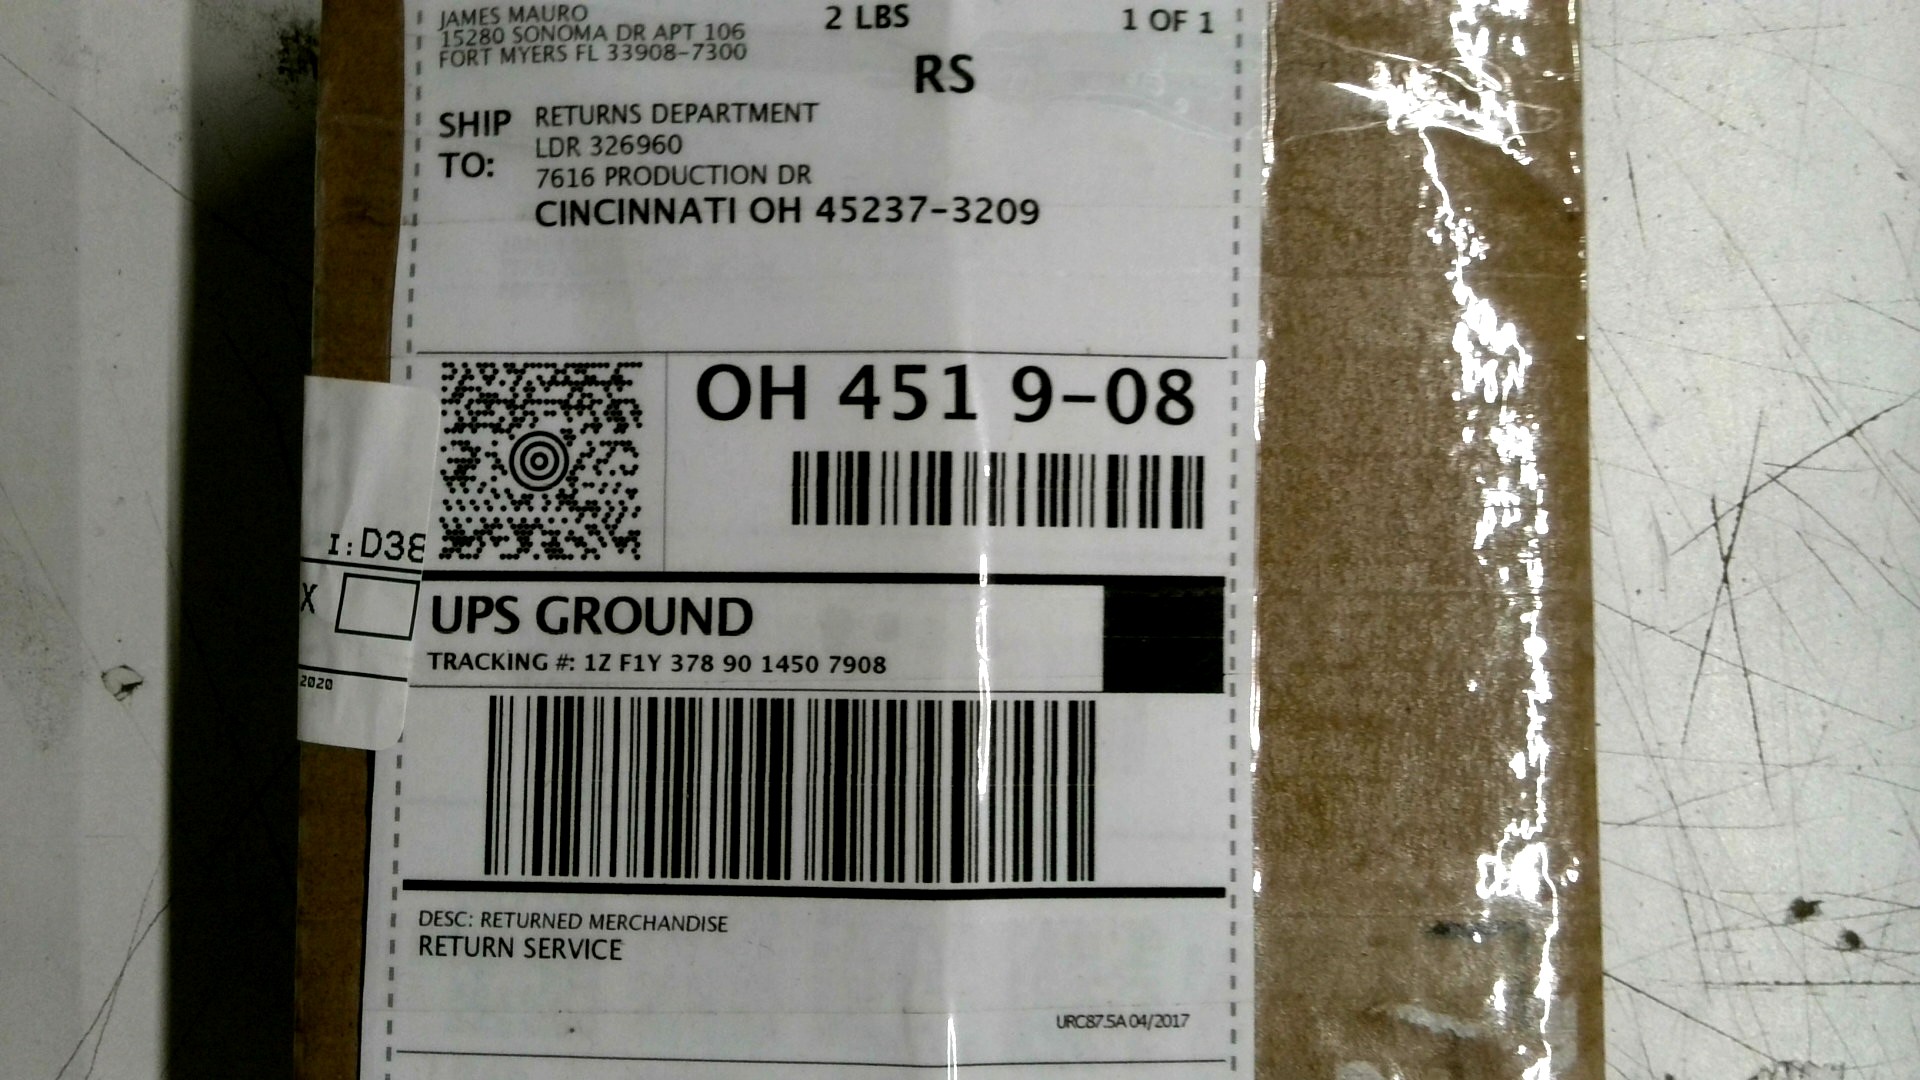 JAMES MAURO
15280 SONOMA DR APT 106
FORT MYERS FL 33908-7300
2 LBS
1 OF 1
RS
SHIP TO:
RETURNS DEPARTMENT
LDR 326960
7616 PRODUCTION DR
CINCINNATI OH 45237-3209
OH 451 9-08
I:D38
X
2020
UPS GROUND
TRACKING #: 1Z F1Y 378 90 1450 7908
DESC: RETURNED MERCHANDISE
RETURN SERVICE
URC87.5A 04/2017